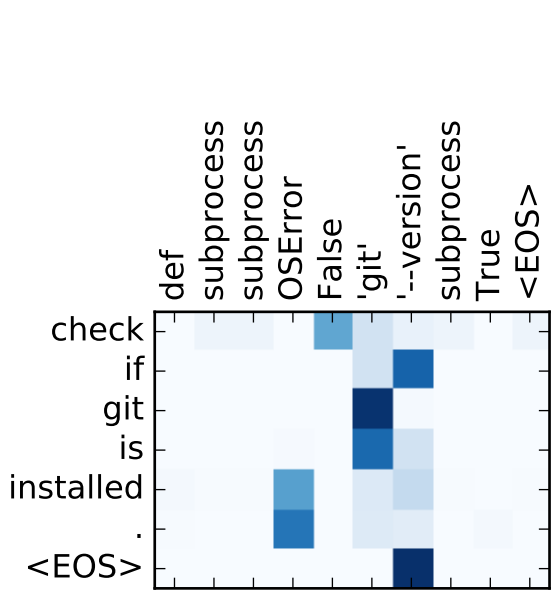 def
subprocess
subprocess
OSError
False
'git'
'--version'
subprocess
True
<EOS>
check
if
git
is
installed
.
<EOS>